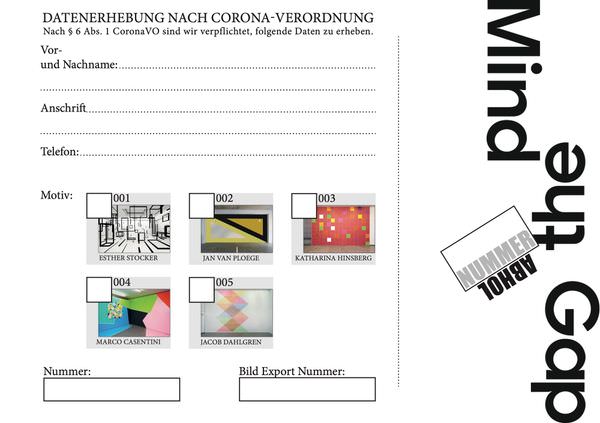 DATENERHEBUNG NACH CORONA-VERORDNUNG
Nach § 6 Abs. 1 CoronaVO sind wir verpflichtet, folgende Daten zu erheben.
Vor-
und Nachname:
Anschrift
Telefon:
Motiv:
001
002
003
ESTHER STOCKER
JAN VAN PLOEGE
KATHARINA HINSBERG
004
005
MARCO CASENTINI
JACOB DAHLGREN
Nummer:
Bild Export Nummer:
Mind
the
Gap
ABHOL
NUMMER